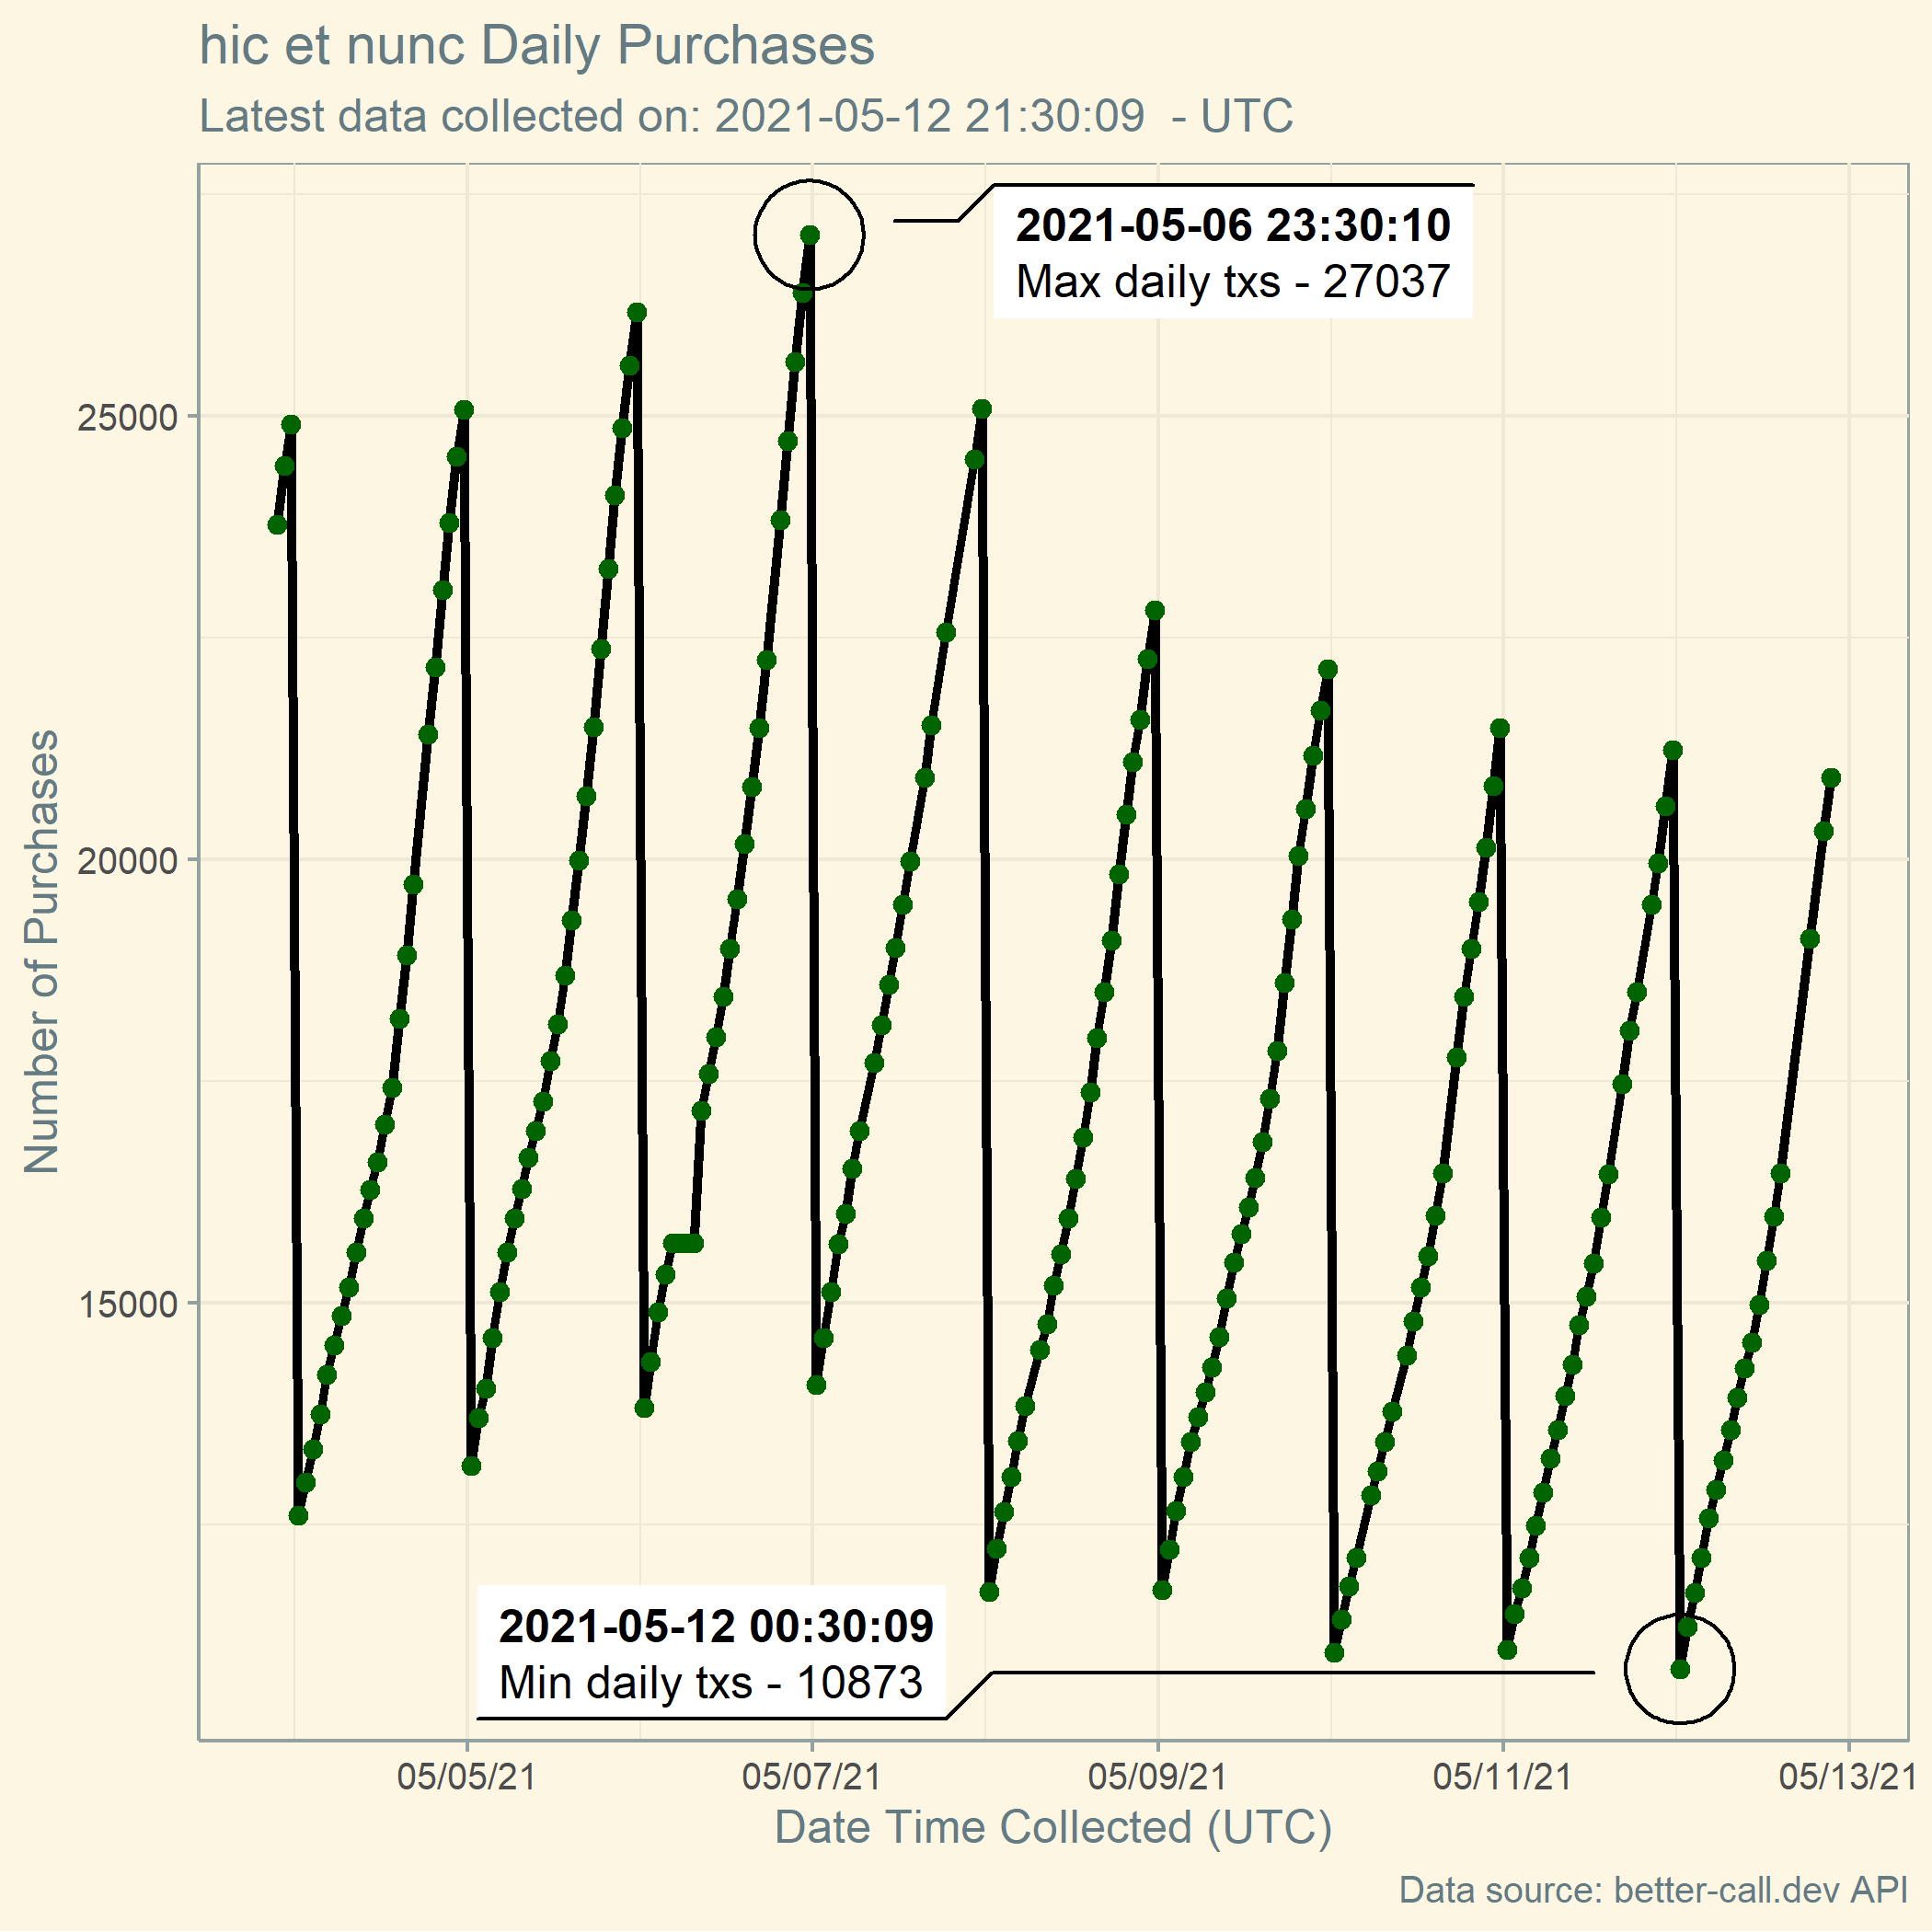 hic et nunc Daily Purchases
Latest data collected on: 2021-05-12 21:30:09  - UTC
2021-05-06 23:30:10
Max daily txs - 27037
25000
20000
15000
Number of Purchases
2021-05-12 00:30:09
Min daily txs - 10873
05/05/21
05/07/21
05/09/21
05/11/21
05/13/21
Date Time Collected (UTC)
Data source: better-call.dev API